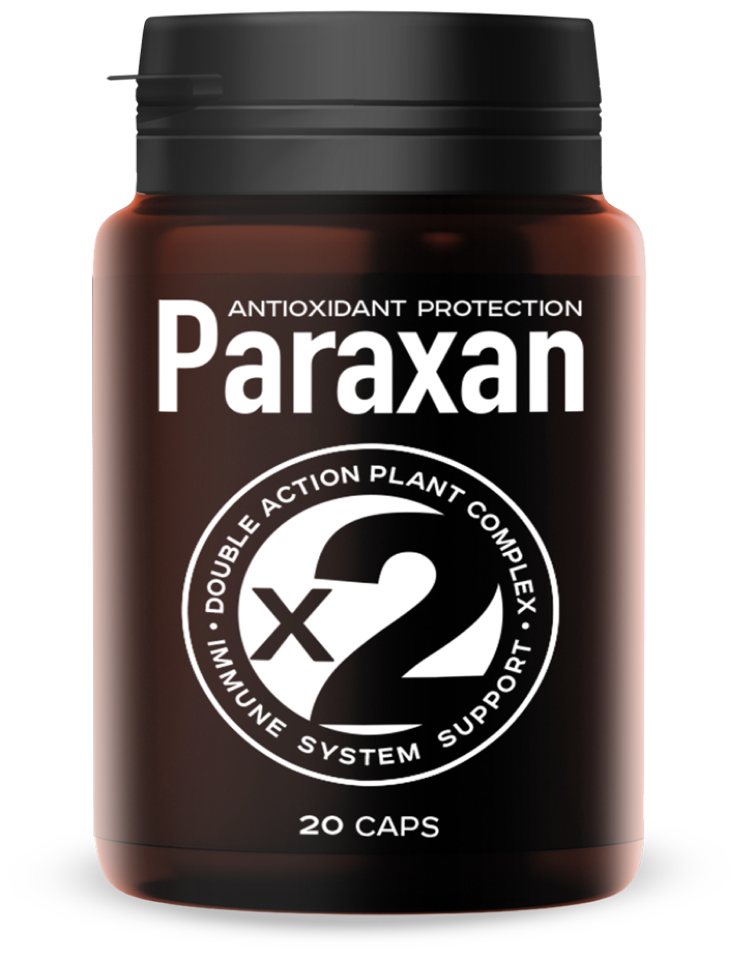 ANTIOXIDANT PROTECTION
Paraxan
• DOUBLE ACTION PLANT COMPLEX •
x2
IMMUNE SYSTEM SUPPORT
20 CAPS